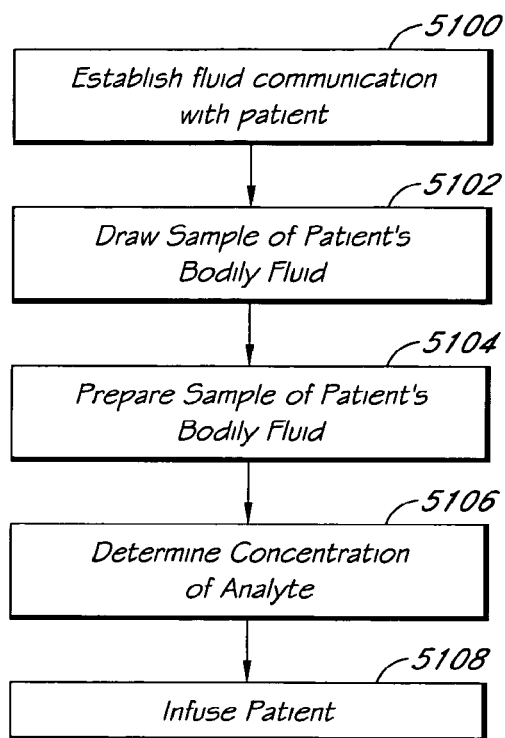 5100
Establish fluid communication
with patient
5102
Draw Sample of Patient's
Bodily Fluid
5104
Prepare Sample of Patient's
Bodily Fluid
5106
Determine Concentration
of Analyte
5108
Infuse Patient